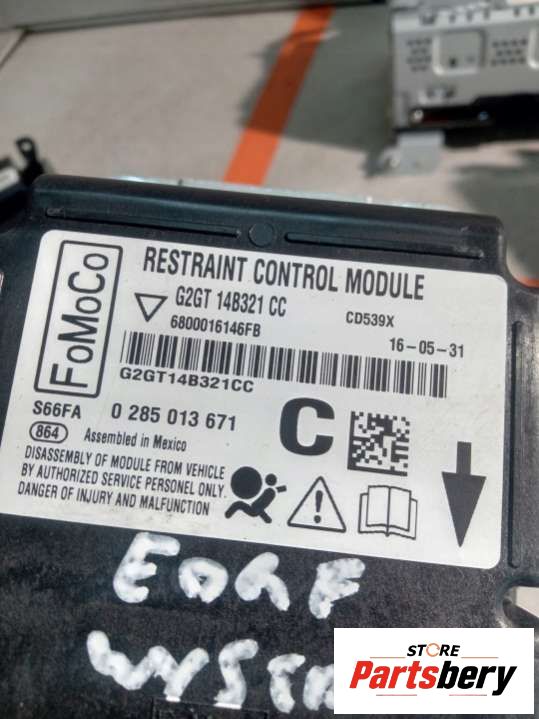 FoMoCo
RESTRAINT CONTROL MODULE
G2GT 14B321 CC
CD539X
6800016146FB
16-05-31
G2GT14B321CC
S66FA
0 285 013 671
C
864
Assembled in Mexico
DISASSEMBLY OF MODULE FROM VEHICLE
BY AUTHORIZED SERVICE PERSONEL ONLY.
DANGER OF INJURY AND MALFUNCTION
STORE
Partsbery